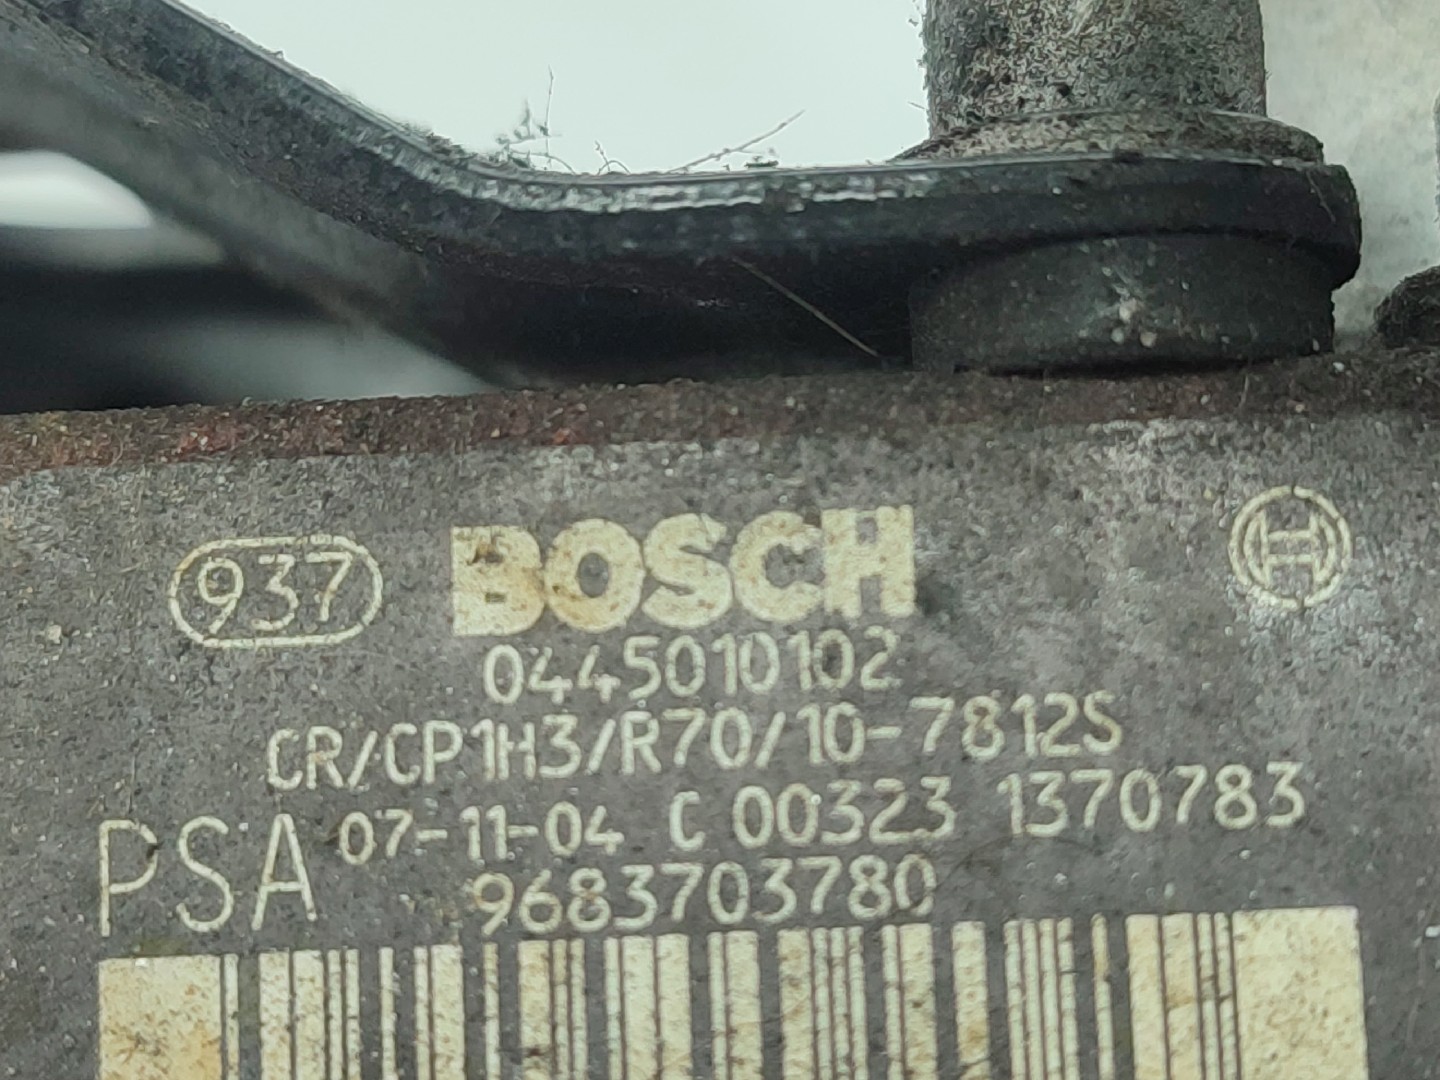 937 BOSCH
0445010102
CR/CP1H3/R70/10-7812S
PSA 07-11-04 C 00323 1370783
9683703780